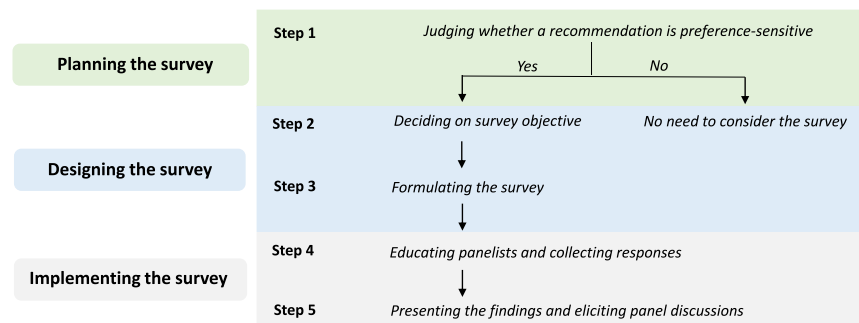 Step 1
Judging whether a recommendation is preference-sensitive
Planning the survey
Yes
No
Step 2
Deciding on survey objective
No need to consider the survey
Designing the survey
Step 3
Formulating the survey
Step 4
Educating panelists and collecting responses
Implementing the survey
Step 5
Presenting the findings and eliciting panel discussions